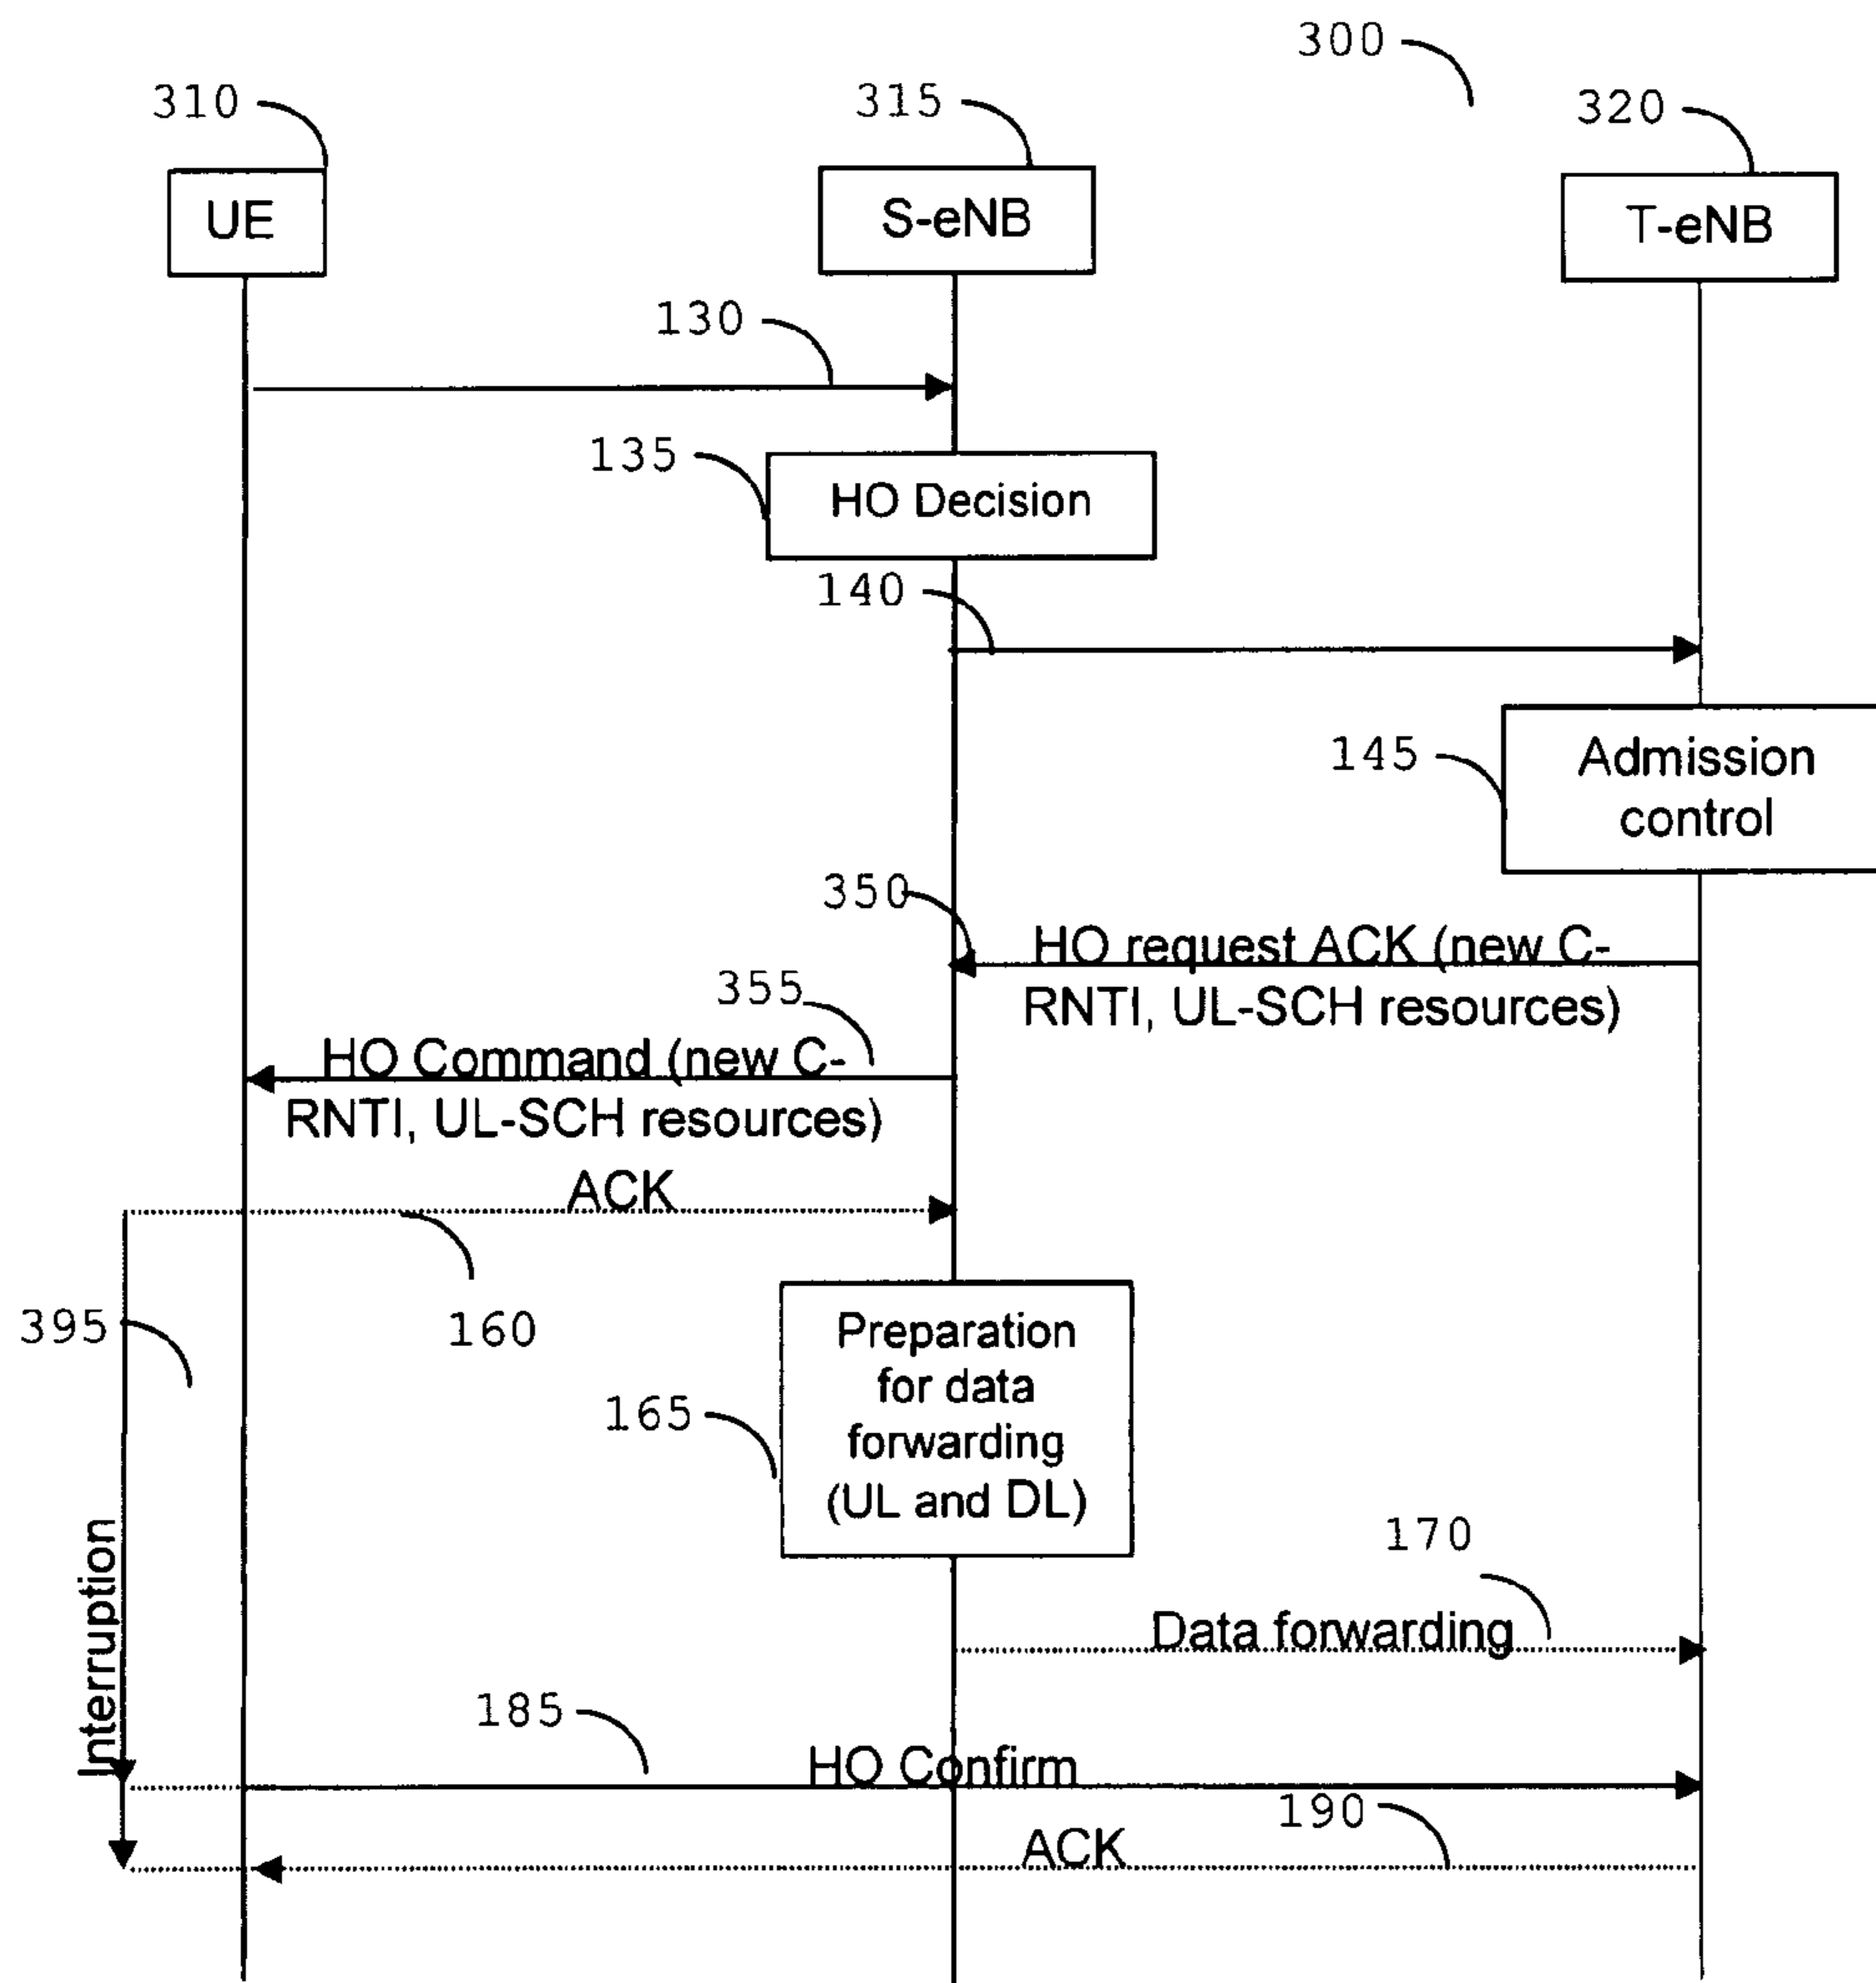 300
310
315
320
UE
S-eNB
T-eNB
130
135
HO Decision
140
145
Admission
control
350
HO request ACK (new C-
RNTI, UL-SCH resources)
355
HO Command (new C-
RNTI, UL-SCH resources)
ACK
160
395
Preparation
for data
forwarding
(UL and DL)
165
Interruption
170
Data forwarding
185
HO Confirm
190
ACK